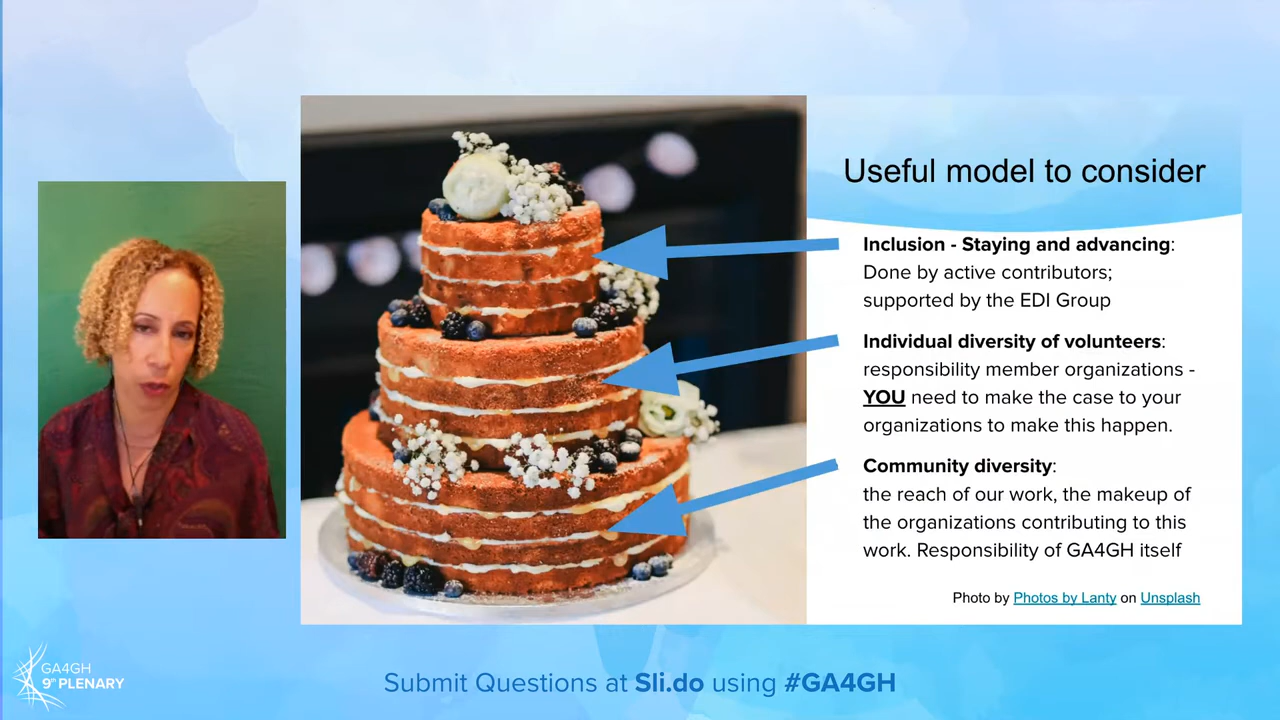 Useful model to consider
Inclusion - Staying and advancing:
Done by active contributors;
supported by the EDI Group
Individual diversity of volunteers:
responsibility member organizations -
YOU need to make the case to your
organizations to make this happen.
Community diversity:
the reach of our work, the makeup of
the organizations contributing to this
work. Responsibility of GA4GH itself
Photo by Photos by Lanty on Unsplash
GA4GH
9th PLENARY
Submit Questions at Sli.do using #GA4GH